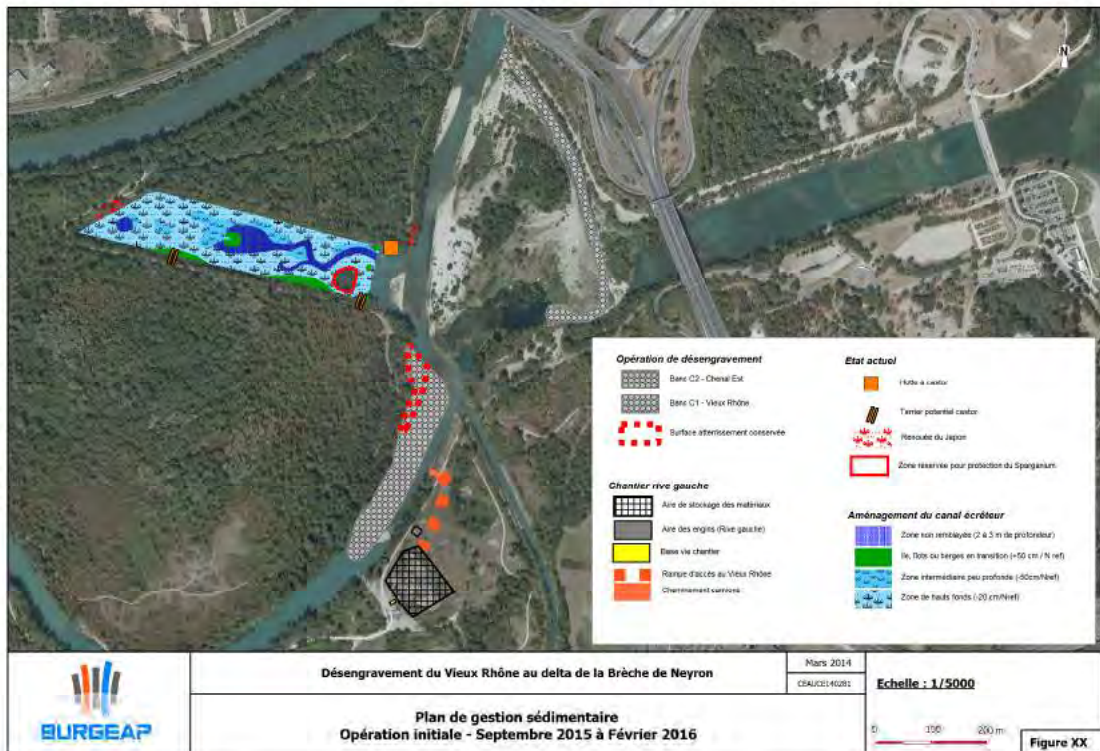 N
Opération de désengravement
Banc C2 - Chenal Est
Banc C1 - Vieux Rhône
Surface atterrissement conservée
Chantier rive gauche
Aire de stockage des matériaux
Aire des engins (Rive gauche)
Base vie chantier
Rampe d'accès au Vieux Rhône
Cheminement camions
Etat actuel
Hutte à castor
Terrier potentiel castor
Renouée du Japon
Zone réservée pour protection du Sparganium
Aménagement du canal écrêteur
Zone non remblayée (2 à 3 m de profondeur)
Ile, îlots ou berges en transition (+50 cm / N ref)
Zone intermédiaire peu profonde (-50cm/Nref)
Zone de hauts fonds (-20 cm/Nref)
BURGEAP
Désengravement du Vieux Rhône au delta de la Brèche de Neyron
Mars 2014
CEAUCE140281
Plan de gestion sédimentaire
Opération initiale - Septembre 2015 à Février 2016
Echelle : 1/5000
0 100 200 m
Figure XX